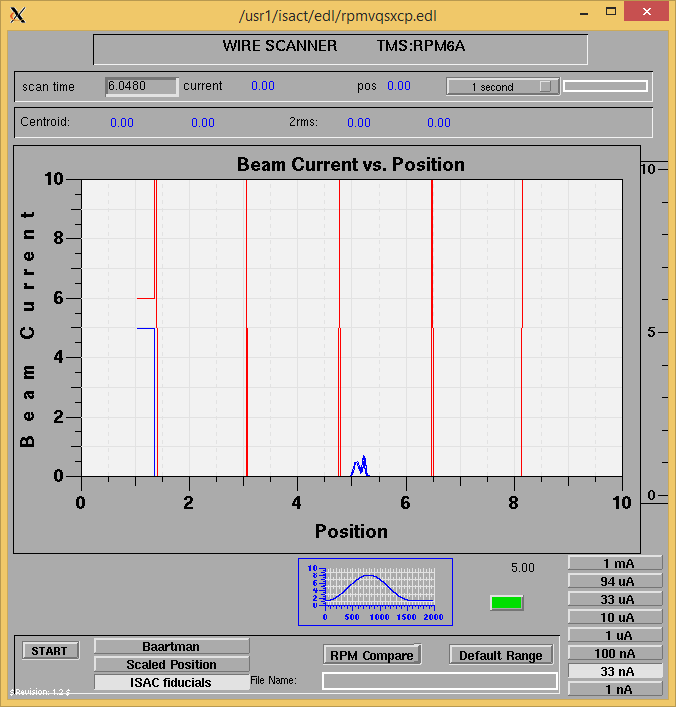 /usr1/isact/edl/rpmvqsxcp.edl
WIRE SCANNER TMS:RPM6A
scan time 6.0480 current 0.00 pos 0.00 1 second
Centroid: 0.00 0.00 2rms: 0.00 0.00
Beam Current vs. Position
Beam Current
10
8
6
4
2
0
0 2 4 6 8 10
Position
10
5
0
10
8
6
4
2
0
0 500 1000 1500 2000
5.00
1 mA
94 uA
33 uA
10 uA
1 uA
100 nA
33 nA
1 nA
START
Baartman
Scaled Position
ISAC fiducials
RPM Compare Default Range
File Name:
$Revision: 1.2 $